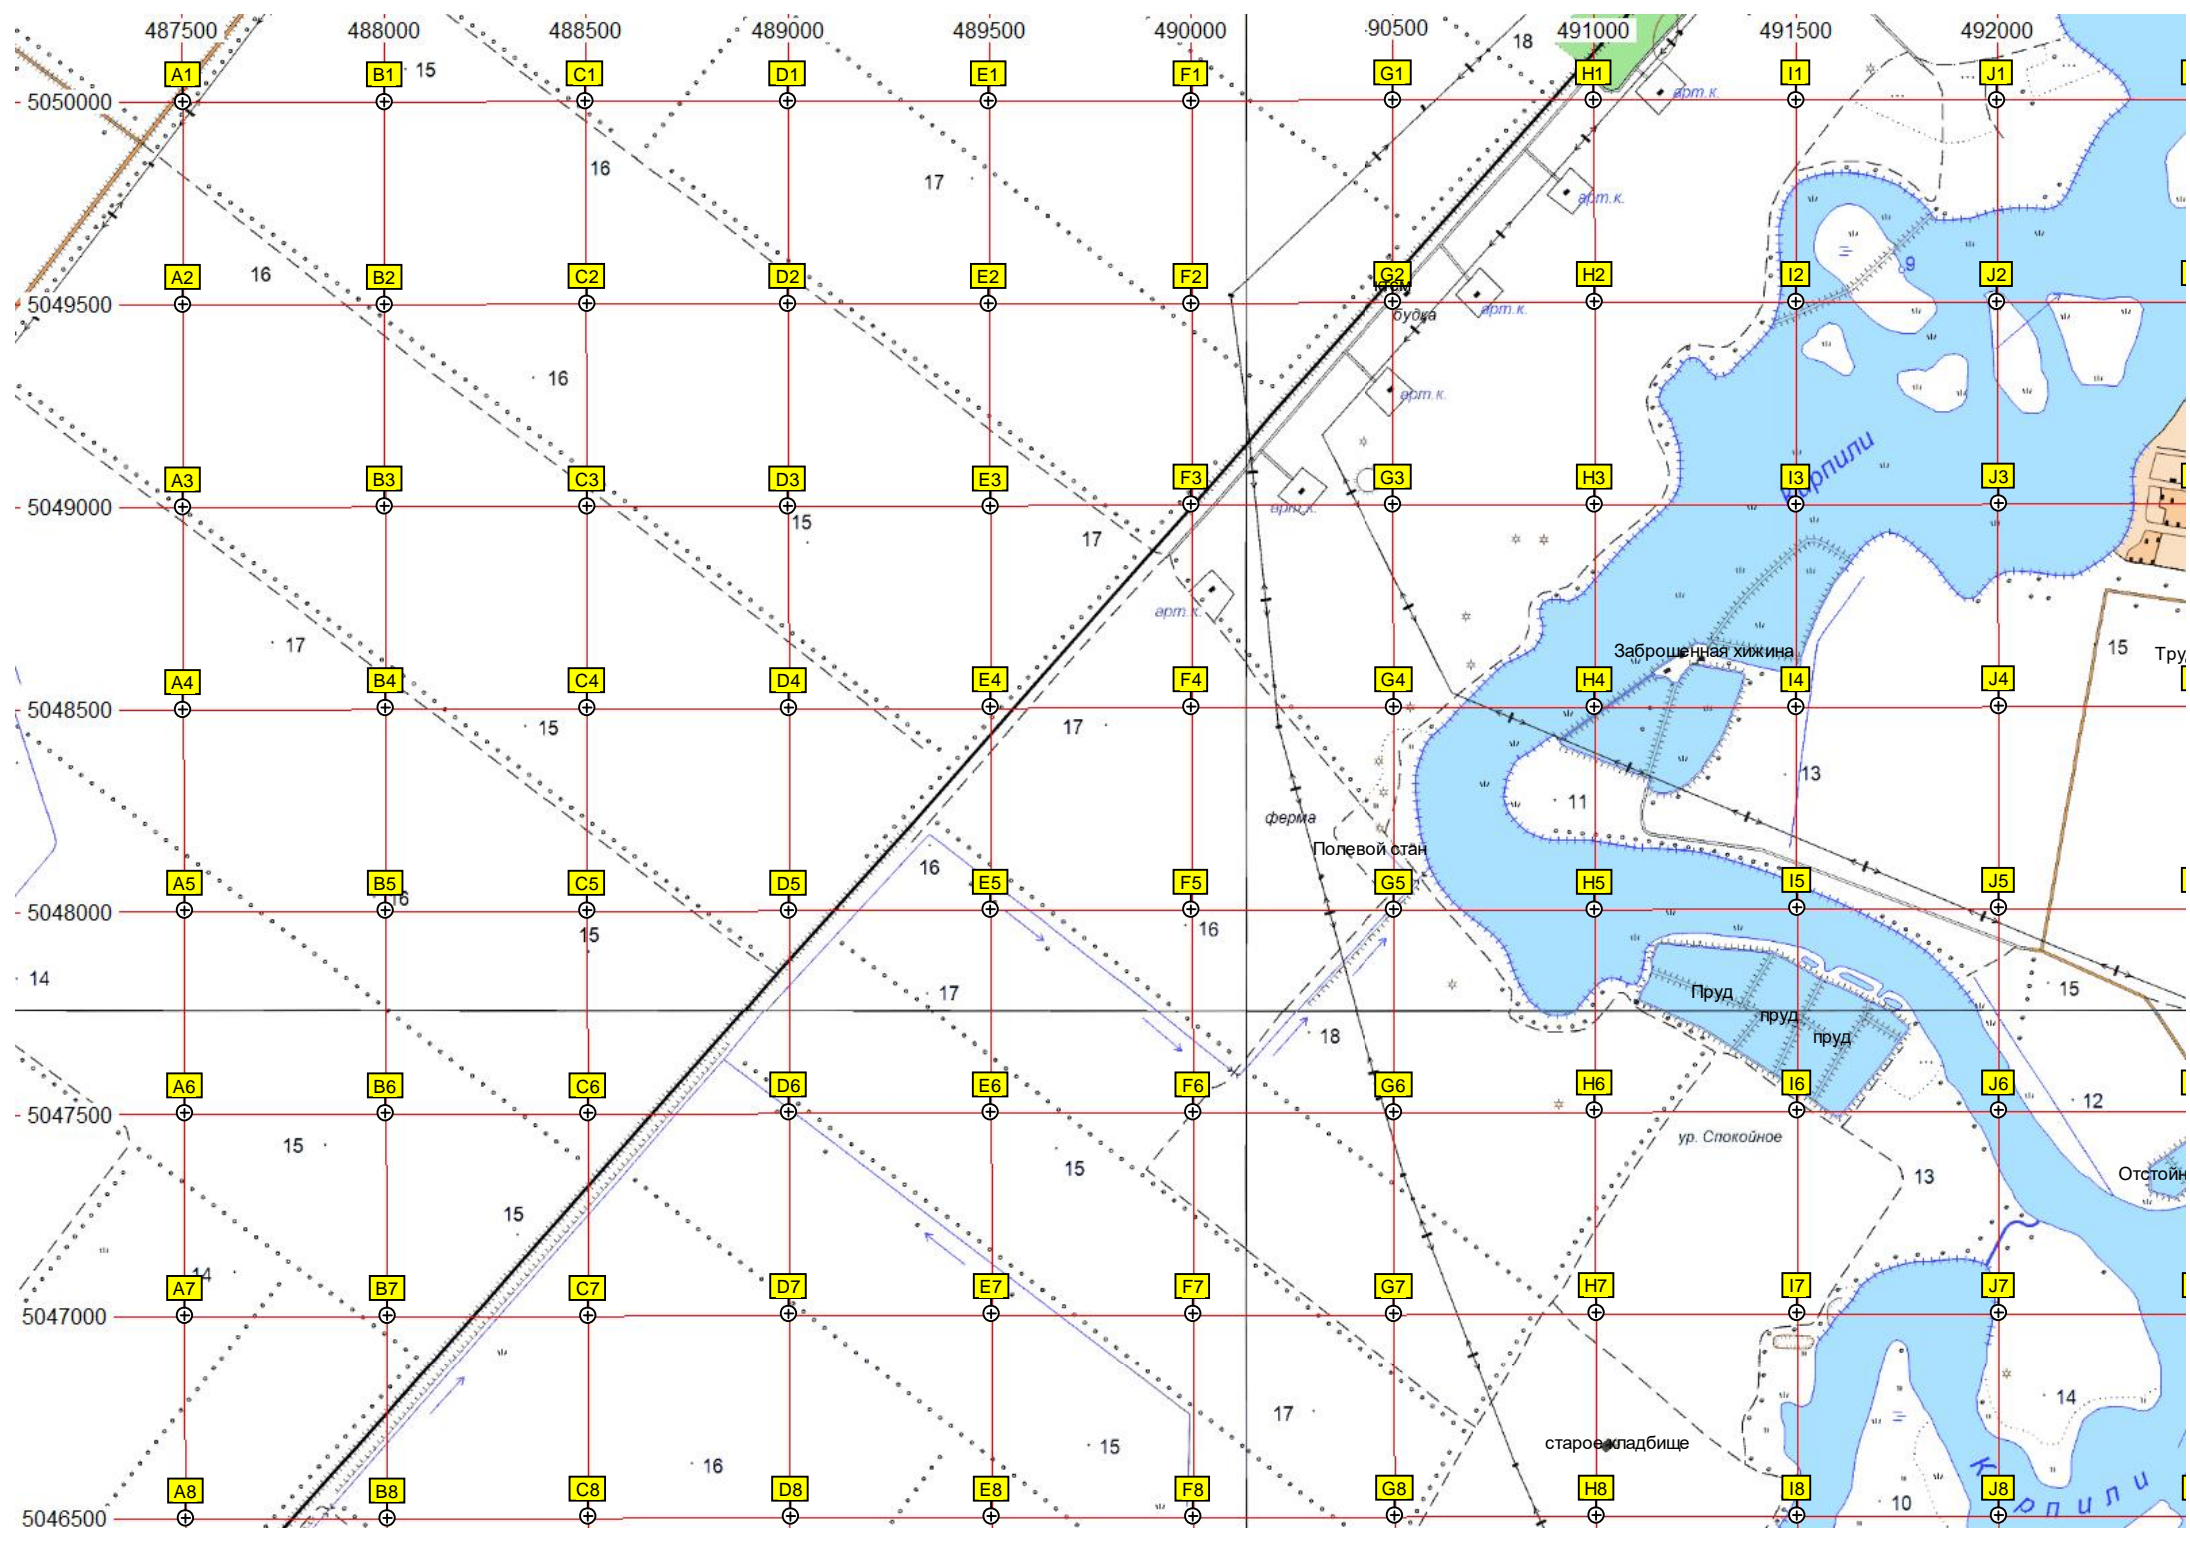 487500 488000 488500 489000 489500 490000 90500 491000 491500 492000
18
A1 B1 15 C1 D1 E1 F1 G1 H1 I1 J1
арт.к.
5050000
16
17
арт.к.
9
A2 16 B2 C2 D2 E2 F2 G2 H2 I2 J2
5049500
будка
арт.к.
16
арт.к.
A3 B3 C3 D3 E3 F3 G3 H3 I3 J3
5049000
15
арт.к.
17
арт.к.
17
Заброшенная хижина
15
Тру
A4 B4 C4 D4 E4 F4 G4 H4 I4 J4
5048500
15
17
13
11
ферма
Полевой стан
16
A5 B5 C5 D5 E5 F5 G5 H5 I5 J5
16
5048000
15
16
14
17
Пруд
15
пруд
18
пруд
A6 B6 C6 D6 E6 F6 G6 H6 I6 J6
5047500
12
ур. Спокойное
15
15
13
Отстойн
15
14
A7 B7 C7 D7 E7 F7 G7 H7 I7 J7
5047000
14
17
15
старое кладбище
16
A8 B8 C8 D8 E8 F8 G8 H8 I8 J8
10
5046500